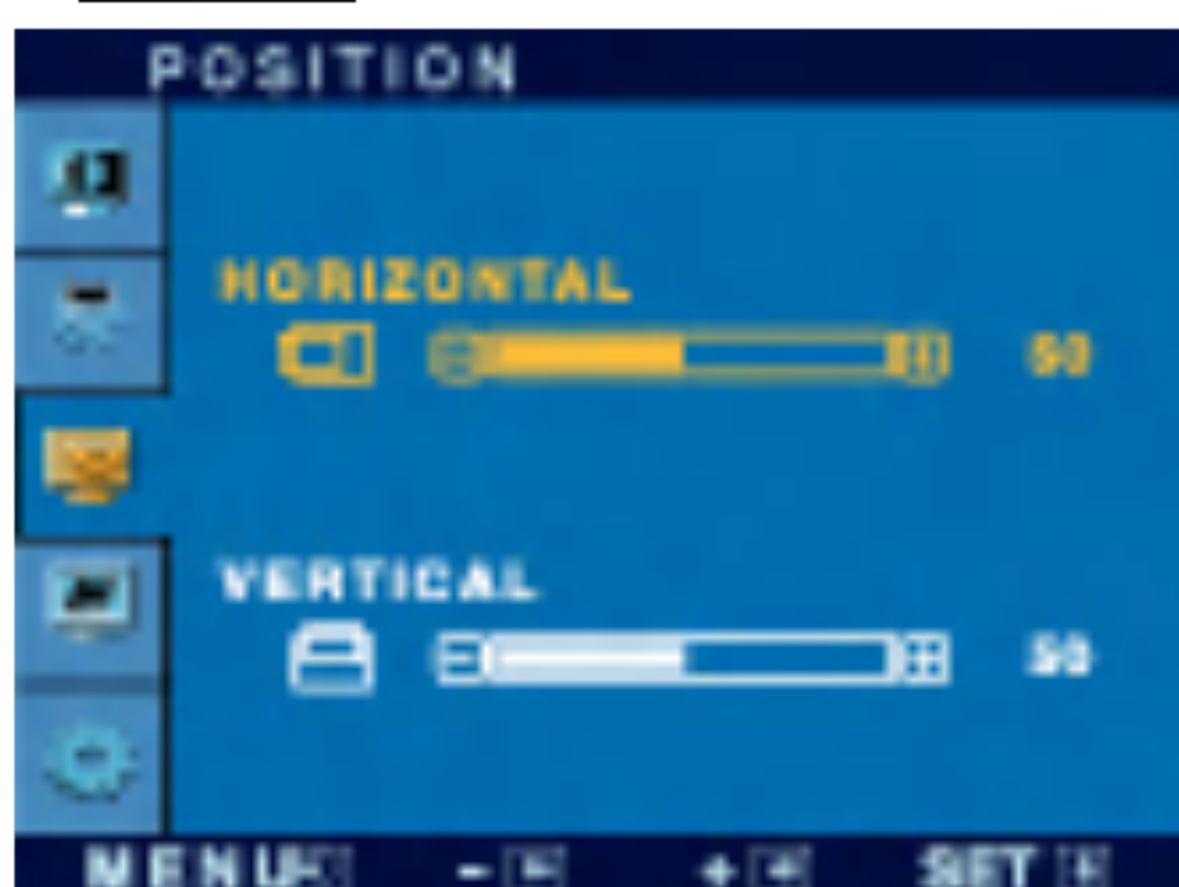 POSITION
HORIZONTAL
50
VERTICAL
50
MENU - + SET